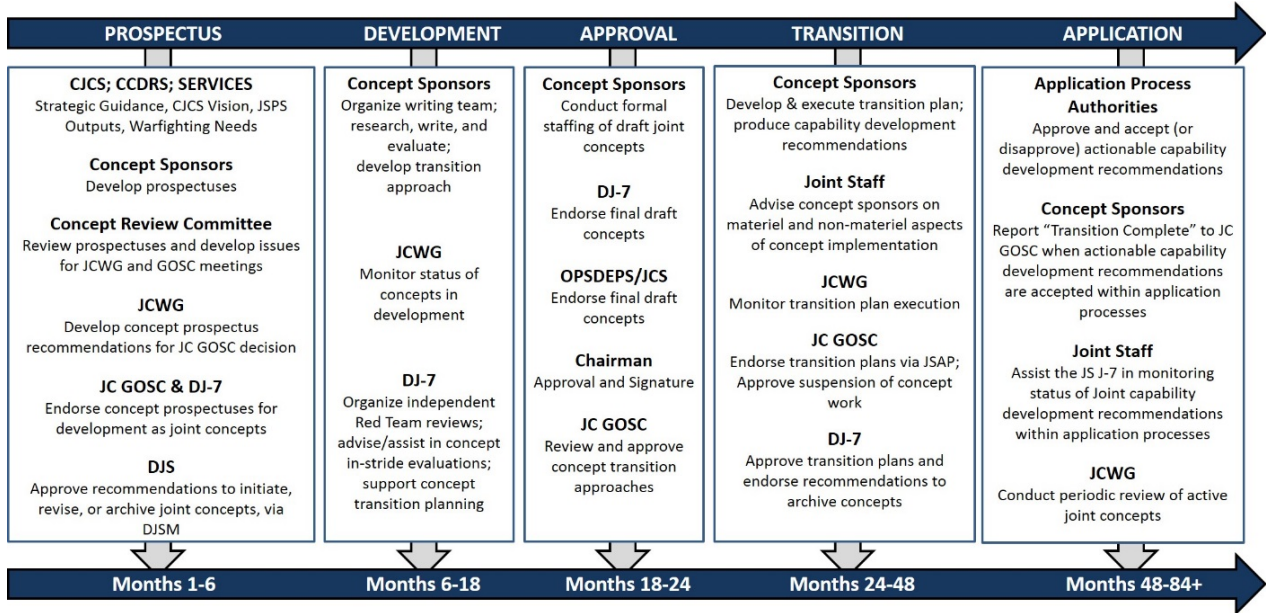 PROSPECTUS
DEVELOPMENT
APPROVAL
TRANSITION
APPLICATION
CJCS; CCDRS; SERVICES
Strategic Guidance, CJCS Vision, JSPS
Outputs, Warfighting Needs
Concept Sponsors
Develop prospectuses
Concept Review Committee
Review prospectuses and develop issues
for JCWG and GOSC meetings
JCWG
Develop concept prospectus
recommendations for JC GOSC decision
JC GOSC & DJ-7
Endorse concept prospectuses for
development as joint concepts
DJS
Approve recommendations to initiate,
revise, or archive joint concepts, via
DJSM
Concept Sponsors
Organize writing team;
research, write, and
evaluate;
develop transition
approach
JCWG
Monitor status of
concepts in
development
DJ-7
Organize independent
Red Team reviews;
advise/assist in concept
in-stride evaluations;
support concept
transition planning
Concept Sponsors
Conduct formal
staffing of draft joint
concepts
DJ-7
Endorse final draft
concepts
OPSDEPS/JCS
Endorse final draft
concepts
Chairman
Approval and Signature
JC GOSC
Review and approve
concept transition
approaches
Concept Sponsors
Develop & execute transition plan;
produce capability development
recommendations
Joint Staff
Advise concept sponsors on
materiel and non-materiel aspects
of concept implementation
JCWG
Monitor transition plan execution
JC GOSC
Endorse transition plans via JSAP;
Approve suspension of concept
work
DJ-7
Approve transition plans and
endorse recommendations to
archive concepts
Application Process
Authorities
Approve and accept (or
disapprove) actionable capability
development recommendations
Concept Sponsors
Report “Transition Complete” to JC
GOSC when actionable capability
development recommendations
are accepted within application
processes
Joint Staff
Assist the JS J-7 in monitoring
status of Joint capability
development recommendations
within application processes
JCWG
Conduct periodic review of active
joint concepts
Months 1-6
Months 6-18
Months 18-24
Months 24-48
Months 48-84+